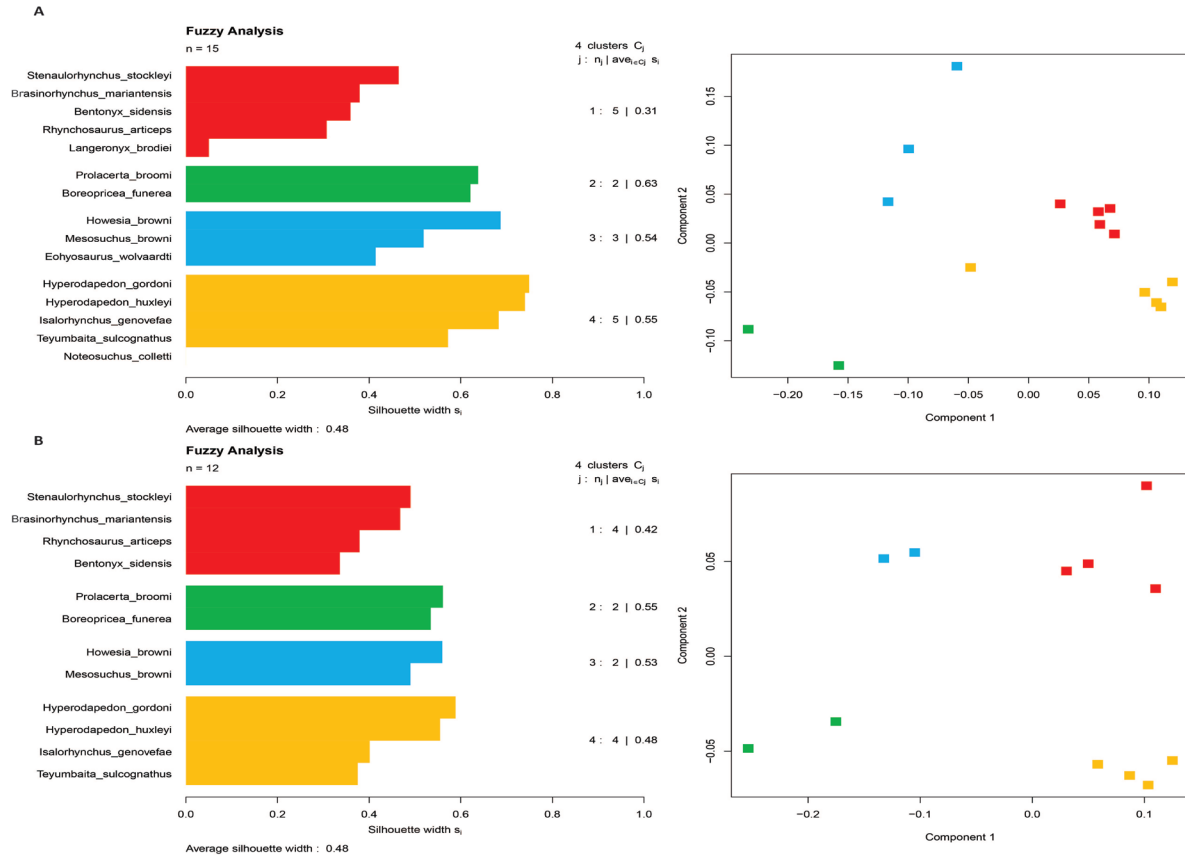 A
Fuzzy Analysis
n = 15
4 clusters Cj
j : nj | avei∈Cj si
Stenaulorhynchus_stockleyi
Brasinorhynchus_mariantensis
Bentonyx_sidensis
Rhynchosaurus_articeps
Langeronyx_brodiei
1 : 5 | 0.31
Prolacerta_broomi
Boreopricea_funerea
2 : 2 | 0.63
Howesia_browni
Mesosuchus_browni
Eohyosaurus_wolvaardti
3 : 3 | 0.54
Hyperodapedon_gordoni
Hyperodapedon_huxleyi
Isalorhynchus_genovefae
Teyumbaita_sulcognathus
Noteosuchus_colletti
4 : 5 | 0.55
0.0 0.2 0.4 0.6 0.8 1.0
Silhouette width si
Average silhouette width : 0.48
Component 2
0.15
0.10
0.05
0.00
−0.05
−0.10
−0.20 −0.15 −0.10 −0.05 0.00 0.05 0.10
Component 1
B
Fuzzy Analysis
n = 12
4 clusters Cj
j : nj | avei∈Cj si
Stenaulorhynchus_stockleyi
Brasinorhynchus_mariantensis
Rhynchosaurus_articeps
Bentonyx_sidensis
1 : 4 | 0.42
Prolacerta_broomi
Boreopricea_funerea
2 : 2 | 0.55
Howesia_browni
Mesosuchus_browni
3 : 2 | 0.53
Hyperodapedon_gordoni
Hyperodapedon_huxleyi
Isalorhynchus_genovefae
Teyumbaita_sulcognathus
4 : 4 | 0.48
0.0 0.2 0.4 0.6 0.8 1.0
Silhouette width si
Average silhouette width : 0.48
Component 2
0.05
0.00
−0.05
−0.2 −0.1 0.0 0.1
Component 1